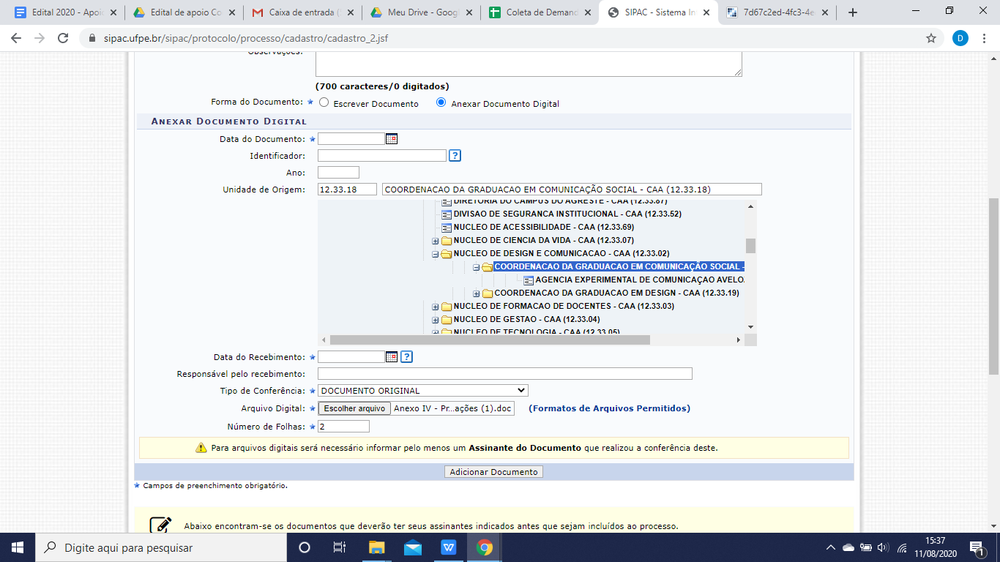 Edital 2020 - Apoi
Edital de apoio Co
Caixa de entrada (
Meu Drive - Goog
Coleta de Demand
SIPAC - Sistema In
7d67c2ed-4fc3-4e
sipac.ufpe.br/sipac/protocolo/processo/cadastro/cadastro_2.jsf
D
Observações:
(700 caracteres/0 digitados)
Forma do Documento: Escrever Documento Anexar Documento Digital
ANEXAR DOCUMENTO DIGITAL
Data do Documento:
Identificador: ?
Ano:
Unidade de Origem: 12.33.18 COORDENACAO DA GRADUACAO EM COMUNICAÇÃO SOCIAL - CAA (12.33.18)
DIRETORIA DO CAMPUS DO AGRESTE - CAA (12.33.87)
DIVISAO DE SEGURANCA INSTITUCIONAL - CAA (12.33.52)
NUCLEO DE ACESSIBILIDADE - CAA (12.33.69)
NUCLEO DE CIENCIA DA VIDA - CAA (12.33.07)
NUCLEO DE DESIGN E COMUNICACAO - CAA (12.33.02)
COORDENACAO DA GRADUACAO EM COMUNICAÇÃO SOCIAL -
AGENCIA EXPERIMENTAL DE COMUNICAÇAO AVELO
COORDENACAO DA GRADUACAO EM DESIGN - CAA (12.33.19)
NUCLEO DE FORMACAO DE DOCENTES - CAA (12.33.03)
NUCLEO DE GESTAO - CAA (12.33.04)
NUCLEO DE TECNOLOGIA - CAA (12.33.05)
Data do Recebimento: ?
Responsável pelo recebimento:
Tipo de Conferência: DOCUMENTO ORIGINAL
Arquivo Digital: Escolher arquivo Anexo IV - Pr...ações (1).doc (Formatos de Arquivos Permitidos)
Número de Folhas: 2
Para arquivos digitais será necessário informar pelo menos um Assinante do Documento que realizou a conferência deste.
Adicionar Documento
Campos de preenchimento obrigatório.
Abaixo encontram-se os documentos que deverão ter seus assinantes indicados antes que sejam incluídos ao processo.
Digite aqui para pesquisar
15:37
11/08/2020
1